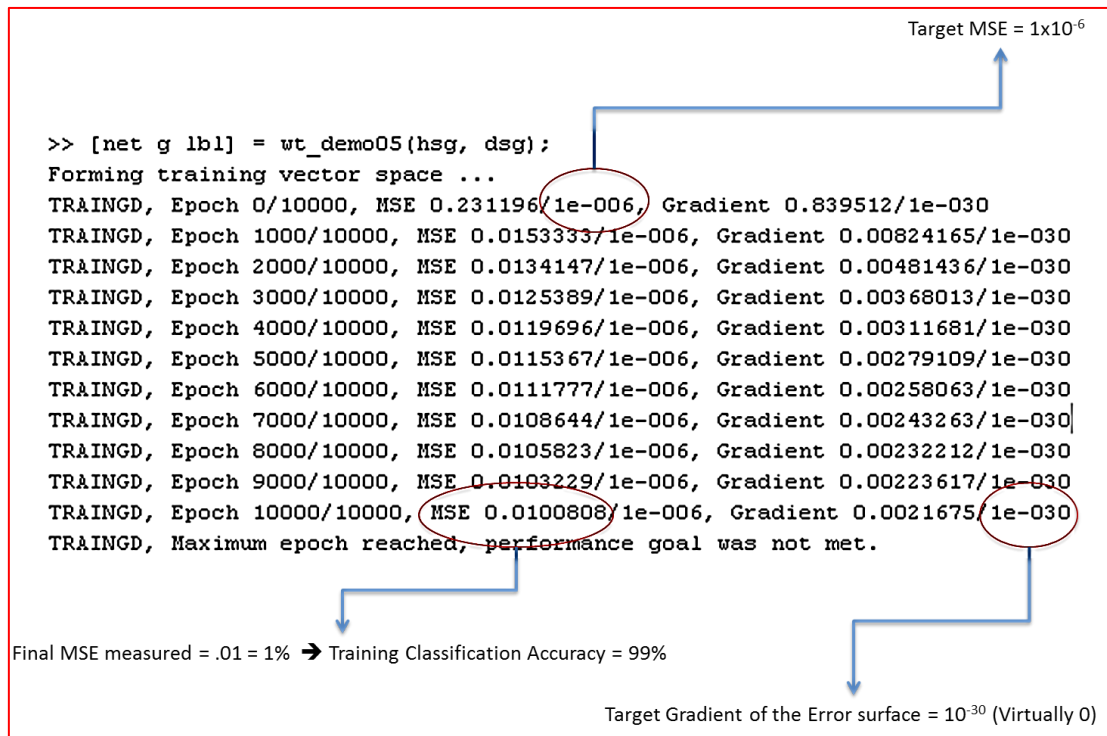 Target MSE = 1x10⁻⁶
>> [net g lbl] = wt_demo05(hsg, dsg);
Forming training vector space ...
TRAINGD, Epoch 0/10000, MSE 0.231196/1e-006, Gradient 0.839512/1e-030
TRAINGD, Epoch 1000/10000, MSE 0.0153333/1e-006, Gradient 0.00824165/1e-030
TRAINGD, Epoch 2000/10000, MSE 0.0134147/1e-006, Gradient 0.00481436/1e-030
TRAINGD, Epoch 3000/10000, MSE 0.0125389/1e-006, Gradient 0.00368013/1e-030
TRAINGD, Epoch 4000/10000, MSE 0.0119696/1e-006, Gradient 0.00311681/1e-030
TRAINGD, Epoch 5000/10000, MSE 0.0115367/1e-006, Gradient 0.00279109/1e-030
TRAINGD, Epoch 6000/10000, MSE 0.0111777/1e-006, Gradient 0.00258063/1e-030
TRAINGD, Epoch 7000/10000, MSE 0.0108644/1e-006, Gradient 0.00243263/1e-030
TRAINGD, Epoch 8000/10000, MSE 0.0105823/1e-006, Gradient 0.00232212/1e-030
TRAINGD, Epoch 9000/10000, MSE 0.0103229/1e-006, Gradient 0.00223617/1e-030
TRAINGD, Epoch 10000/10000, MSE 0.0100808/1e-006, Gradient 0.0021675/1e-030
TRAINGD, Maximum epoch reached, performance goal was not met.
Final MSE measured = .01 = 1% ➔ Training Classification Accuracy = 99%
Target Gradient of the Error surface = 10⁻³⁰ (Virtually 0)